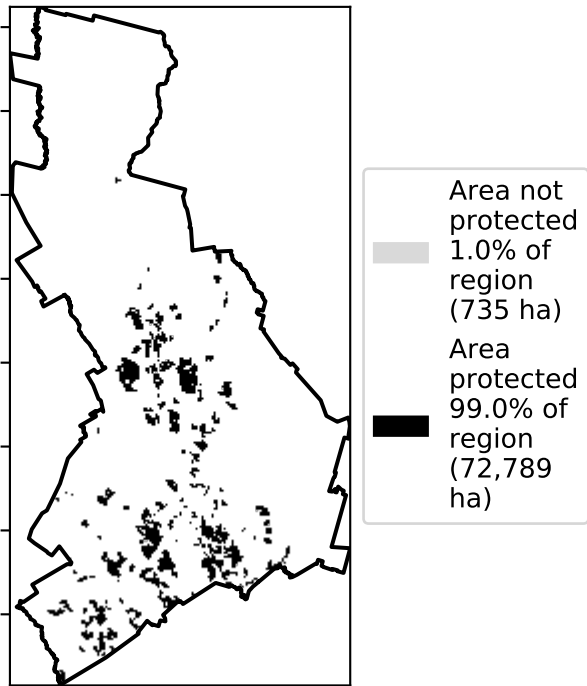 Area not
protected
1.0% of
region
(735 ha)
Area
protected
99.0% of
region
(72,789
ha)